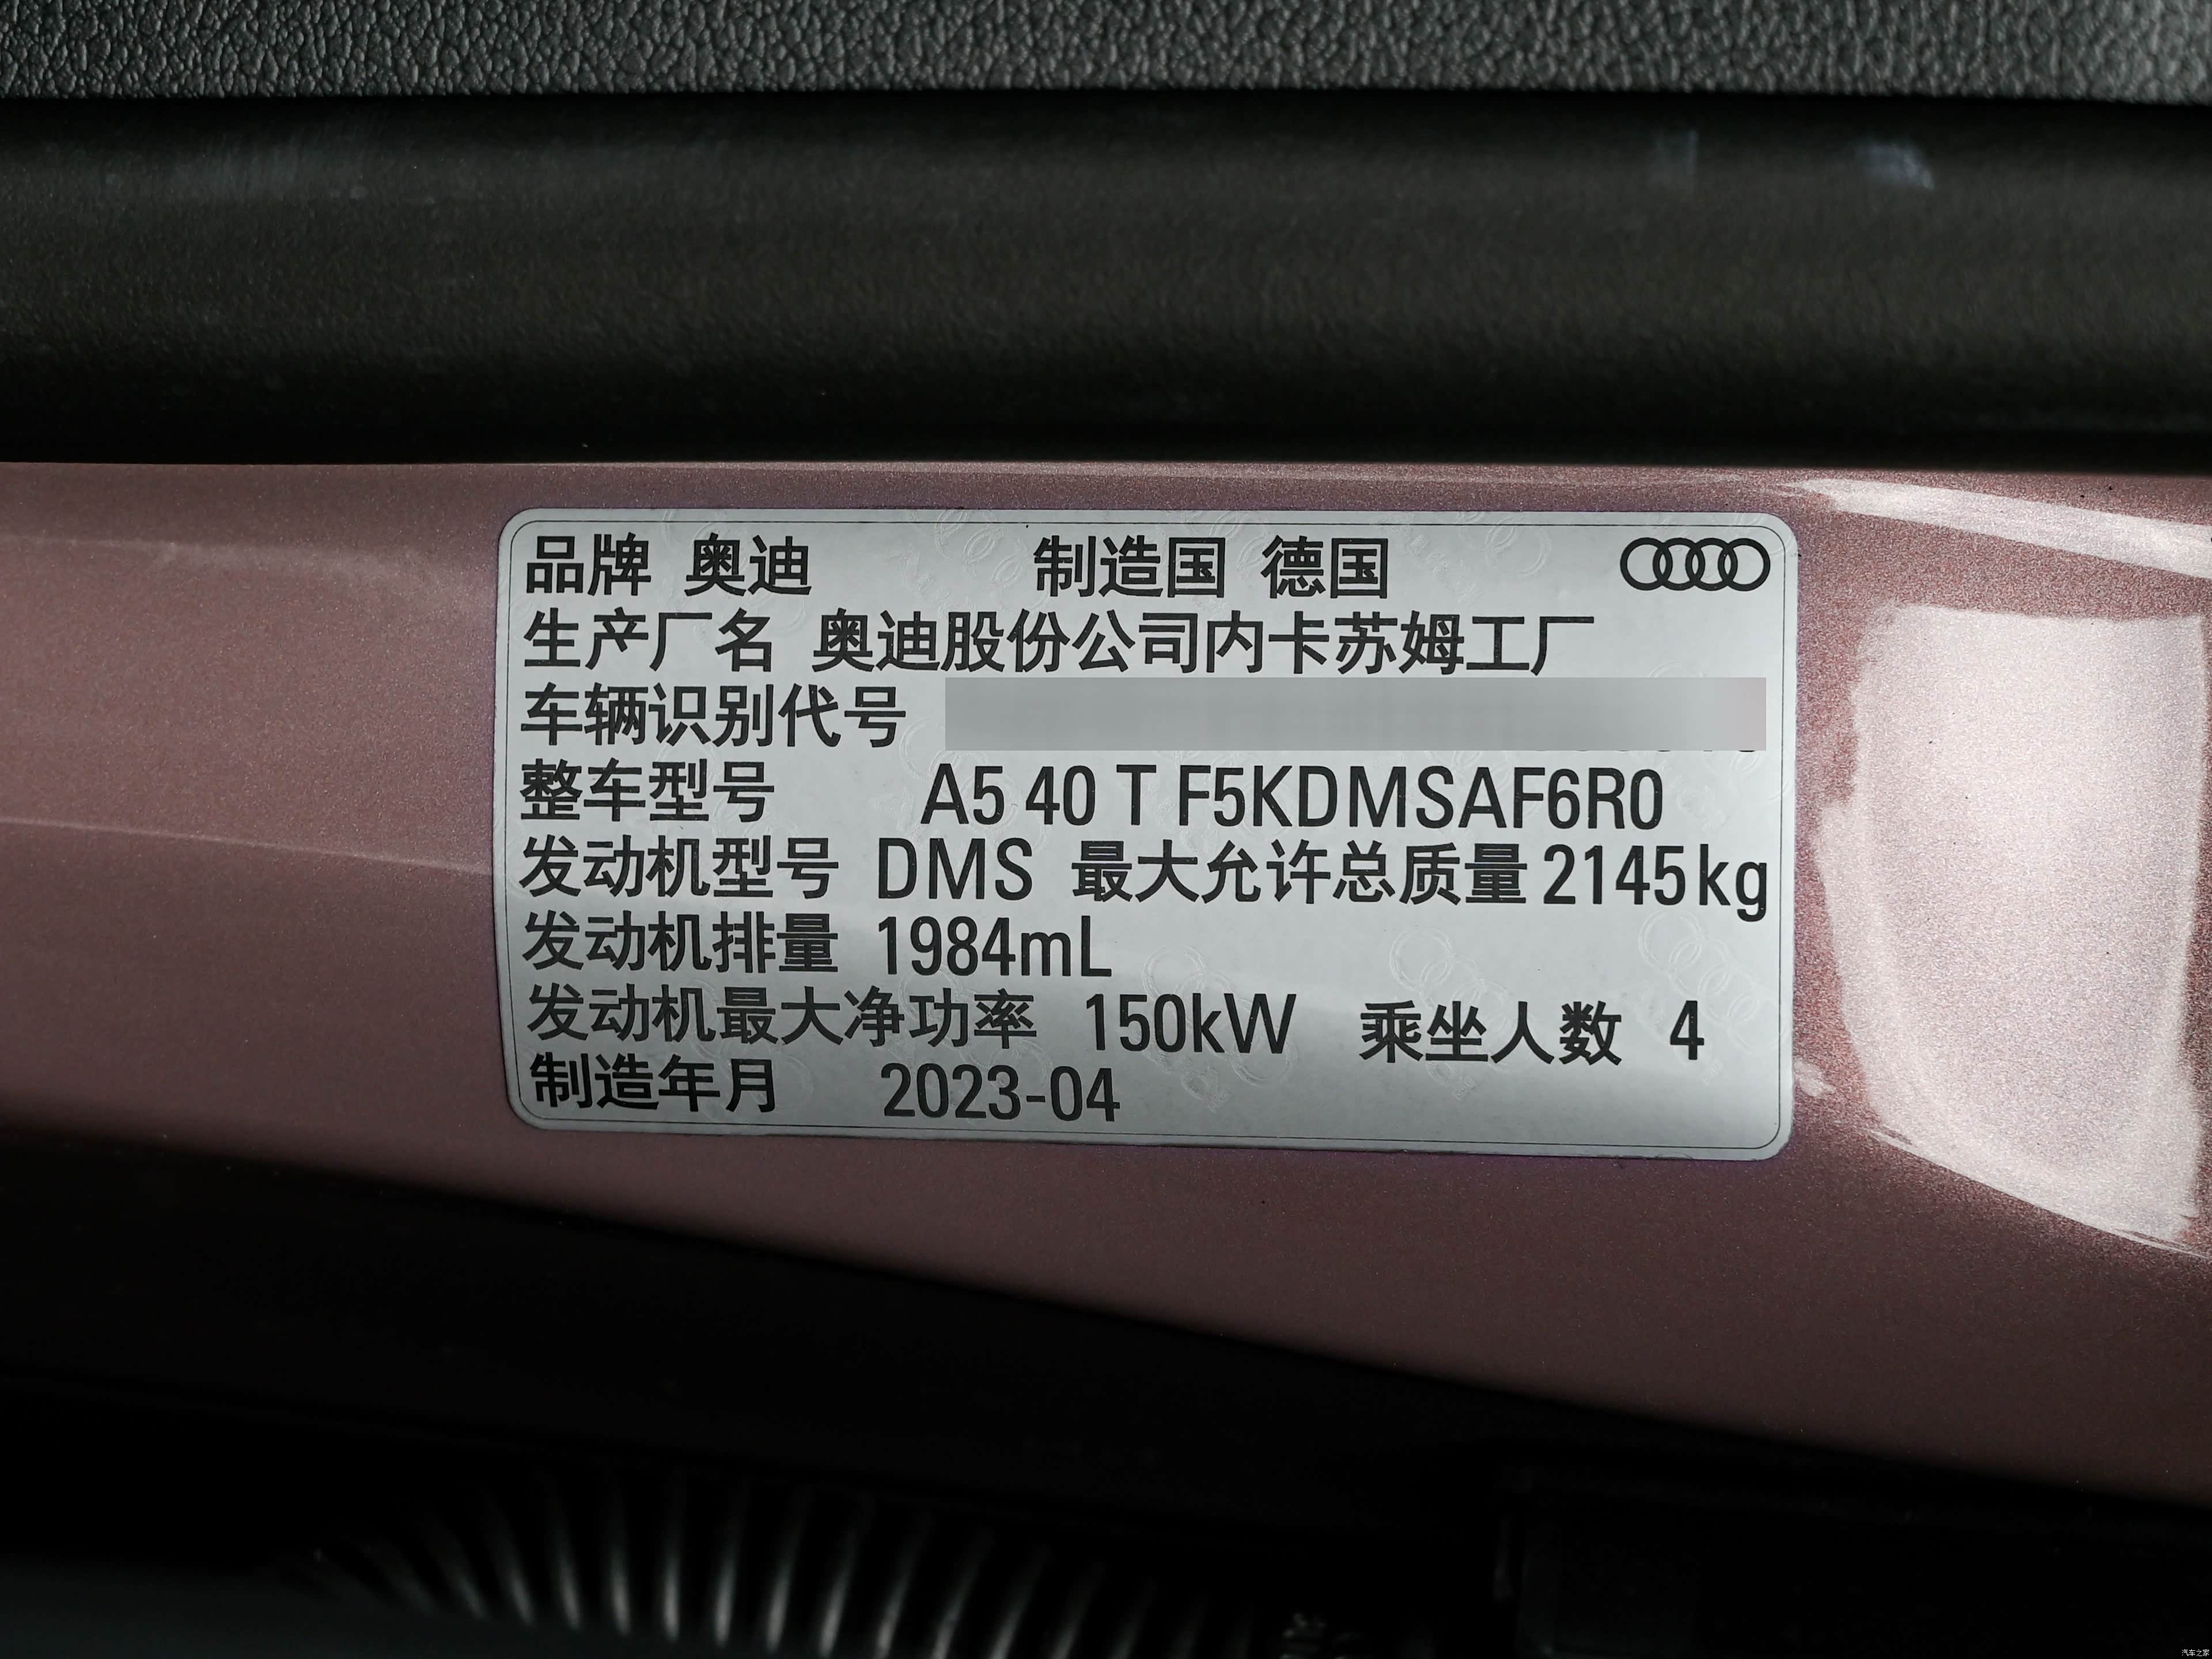 品牌 奥迪 制造国 德国
生产厂名 奥迪股份公司内卡苏姆工厂
车辆识别代号
整车型号 A5 40 T F5KDMSAF6R0
发动机型号 DMS 最大允许总质量 2145kg
发动机排量 1984mL
发动机最大净功率 150kW 乘坐人数 4
制造年月 2023-04
汽车之家